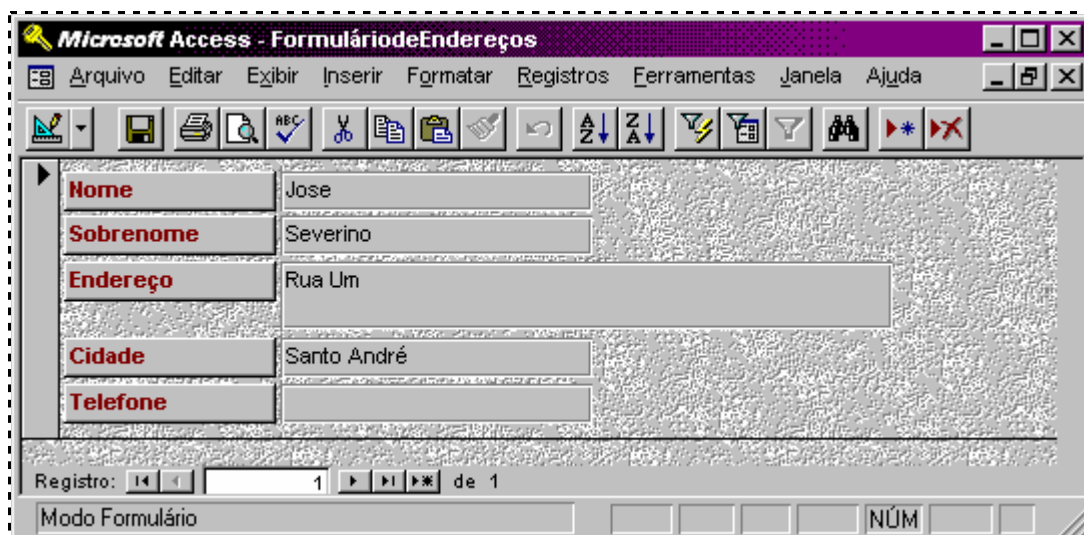 Microsoft Access - FormuláriodeEndereços
Arquivo Editar Exibir Inserir Formatar Registros Ferramentas Janela Ajuda
ABC A Z Z A
Nome Jose
Sobrenome Severino
Endereço Rua Um
Cidade Santo André
Telefone
Registro: 1 de 1
Modo Formulário NÚM